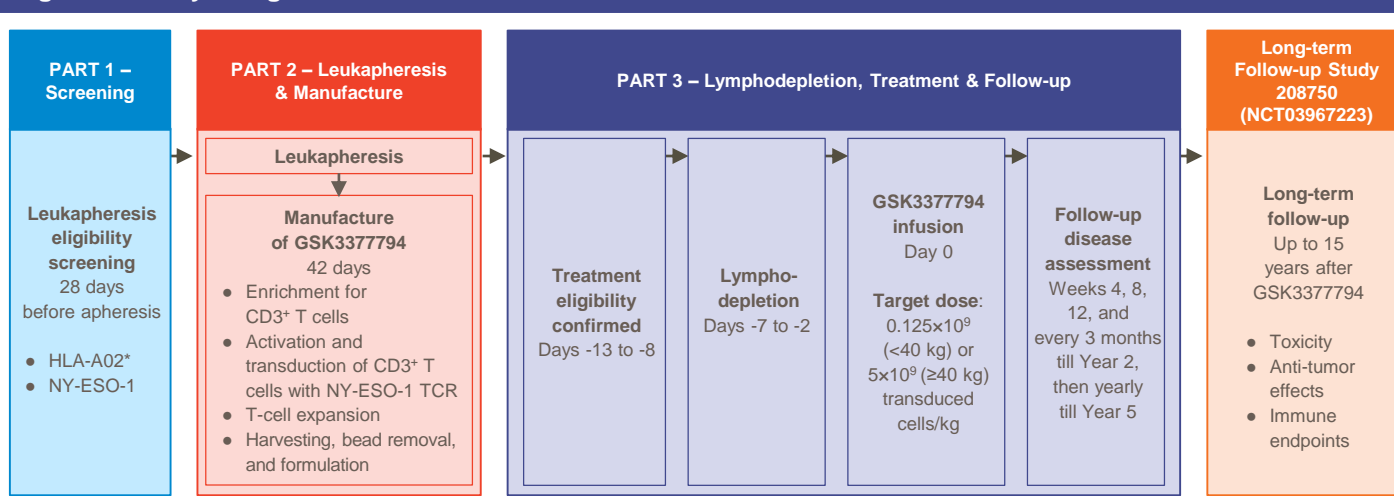 PART 1 –
Screening
Leukapheresis
eligibility
screening
28 days
before apheresis
● HLA-A02*
● NY-ESO-1
PART 2 – Leukapheresis
& Manufacture
Leukapheresis
Manufacture
of GSK3377794
42 days
● Enrichment for
CD3⁺ T cells
● Activation and
transduction of CD3⁺ T
cells with NY-ESO-1 TCR
● T-cell expansion
● Harvesting, bead removal,
and formulation
PART 3 – Lymphodepletion, Treatment & Follow-up
Treatment
eligibility
confirmed
Days -13 to -8
Lympho-
depletion
Days -7 to -2
GSK3377794
infusion
Day 0
Target dose:
0.125×10⁹
(<40 kg) or
5×10⁹ (≥40 kg)
transduced
cells/kg
Follow-up
disease
assessment
Weeks 4, 8,
12, and
every 3 months
till Year 2,
then yearly
till Year 5
Long-term
Follow-up Study
208750
(NCT03967223)
Long-term
follow-up
Up to 15
years after
GSK3377794
● Toxicity
● Anti-tumor
effects
● Immune
endpoints